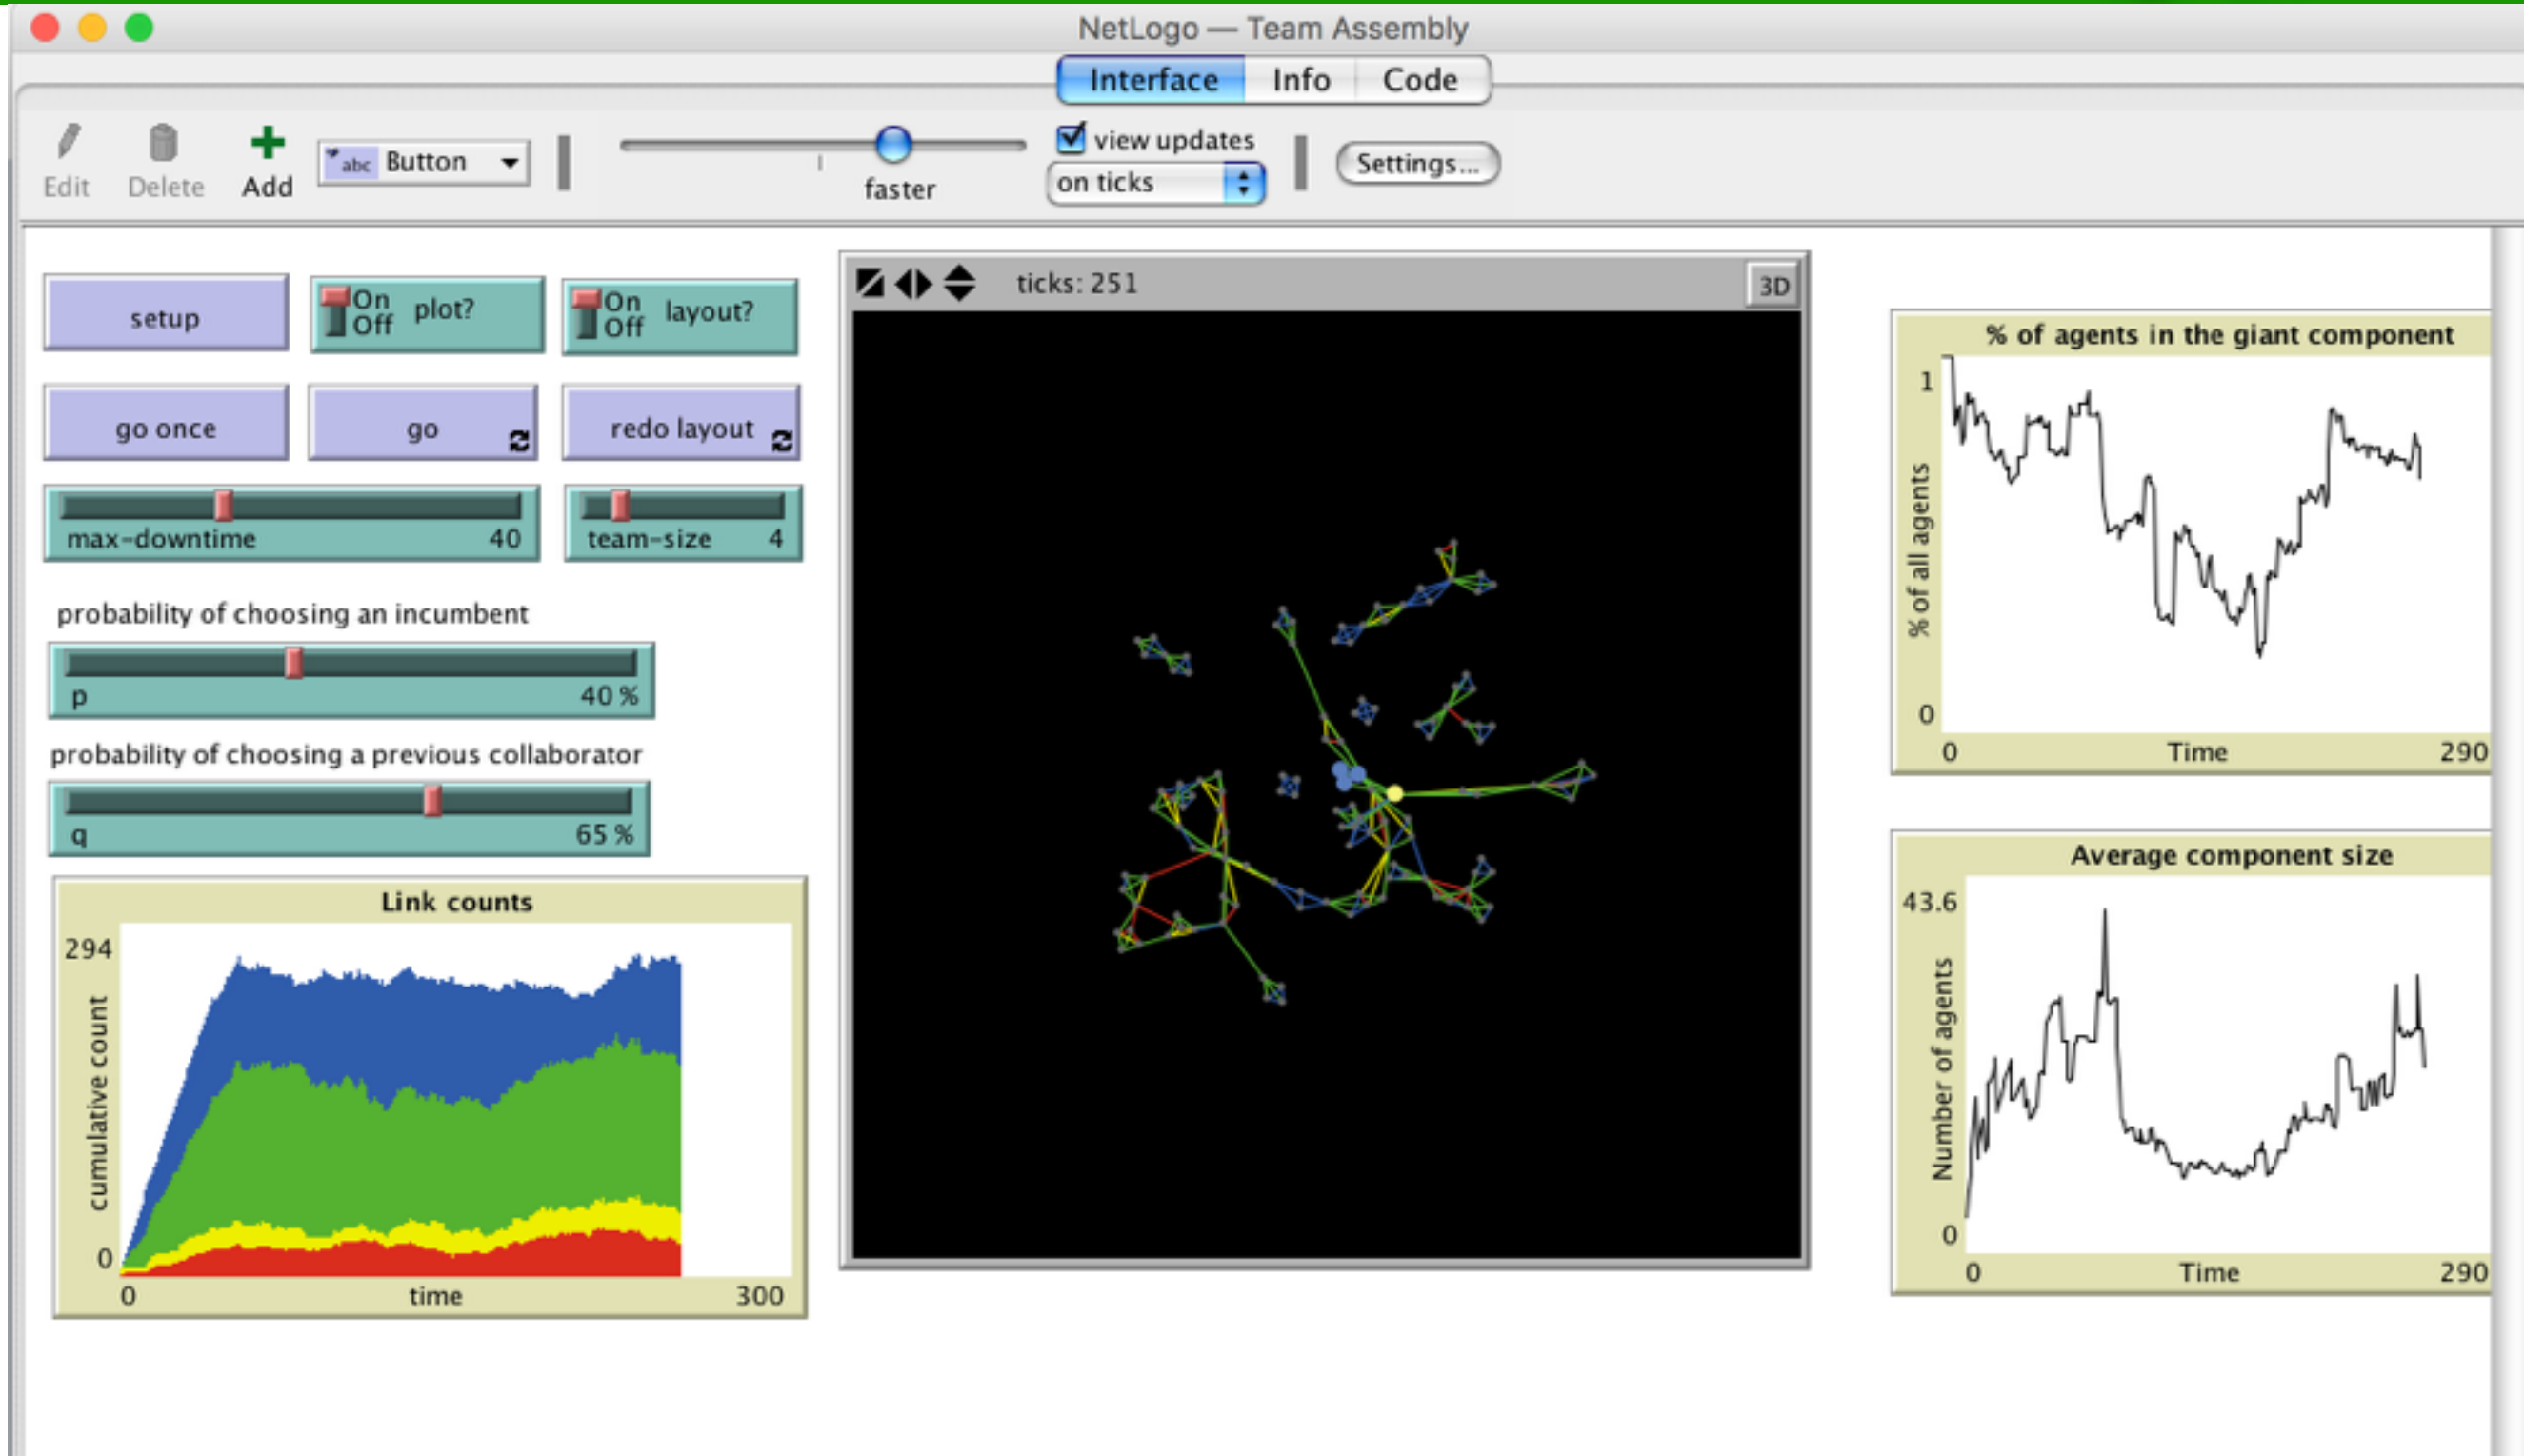 NetLogo — Team Assembly
Interface Info Code
Edit Delete Add abc Button faster view updates on ticks Settings...
setup On Off plot? On Off layout?
go once go redo layout
max-downtime 40 team-size 4
probability of choosing an incumbent
p 40 %
probability of choosing a previous collaborator
q 65 %
Link counts
294
cumulative count
0
0 time 300
ticks: 251 3D
% of agents in the giant component
1
% of all agents
0
0 Time 290
Average component size
43.6
Number of agents
0
0 Time 290